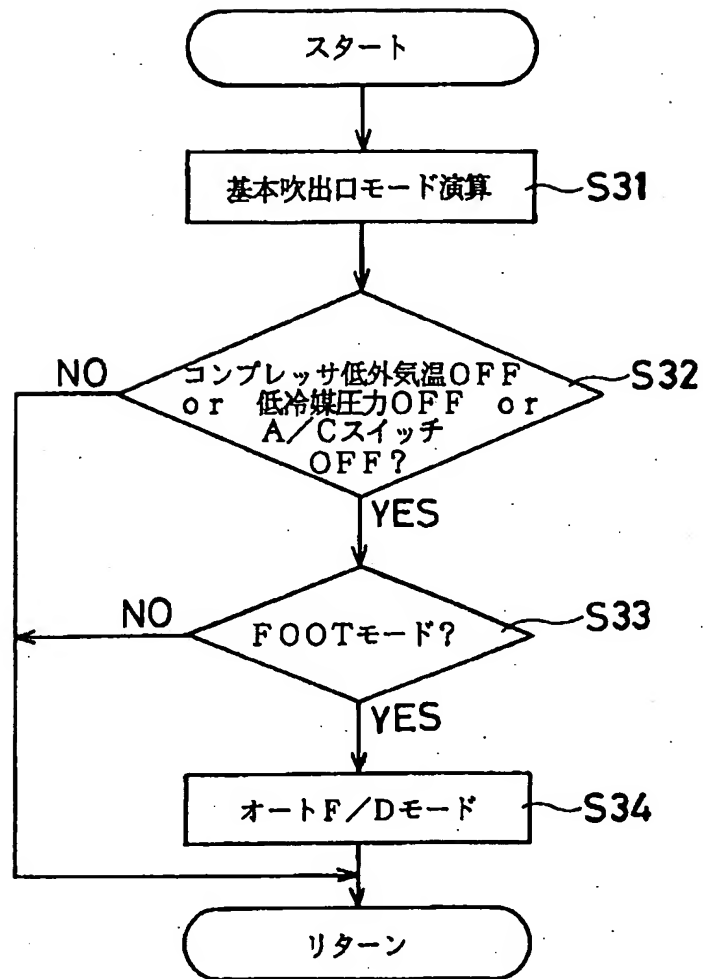 スタート
基本吹出口モード演算
S31
コンプレッサ低外気温OFF
or 低冷媒圧力OFF or
A／Cスイッチ
OFF？
S32
NO
YES
FOOTモード？
S33
NO
YES
オートF／Dモード
S34
リターン